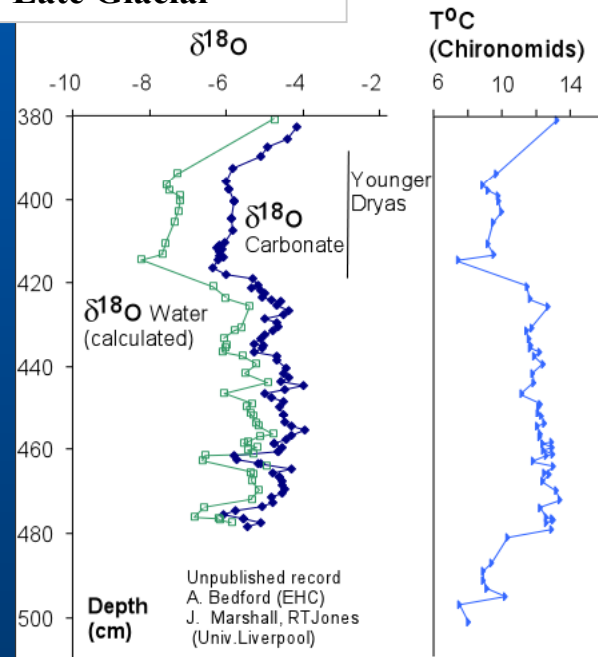 δ18O
T⁰C
(Chironomids)
-10 -8 -6 -4 -2
6 10 14
380
400
420
440
460
480
500
Younger
Dryas
δ18O
Carbonate
δ18O Water
(calculated)
Unpublished record
A. Bedford (EHC)
J. Marshall, RTJones
(Univ.Liverpool)
Depth
(cm)